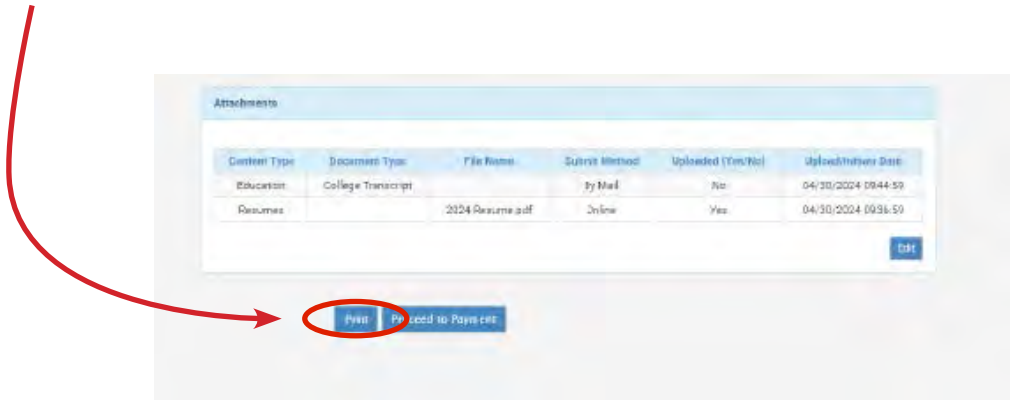 Attachments
Content Type Document Type File Name Submit Method Uploaded (Yes/No) Date
Education College Transcript By Mail No 04/30/2024 09:44:59
Resumes 2024 Resume.pdf Online Yes 04/30/2024 09:36:59
Edit
Print Proceed to Payment